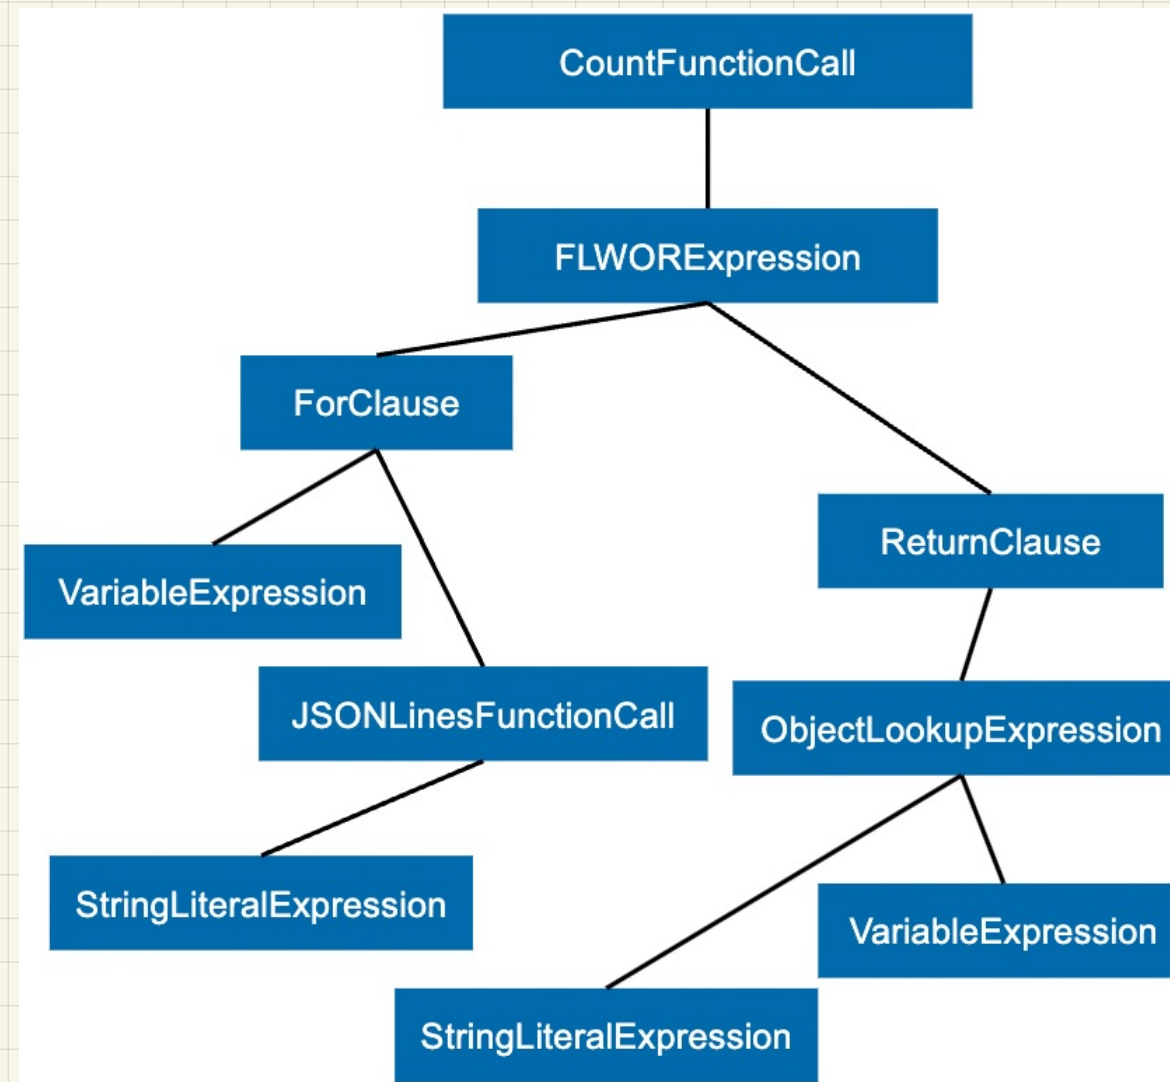 CountFunctionCall
FLWORExpression
ForClause
ReturnClause
VariableExpression
JSONLinesFunctionCall
ObjectLookupExpression
StringLiteralExpression
VariableExpression
StringLiteralExpression